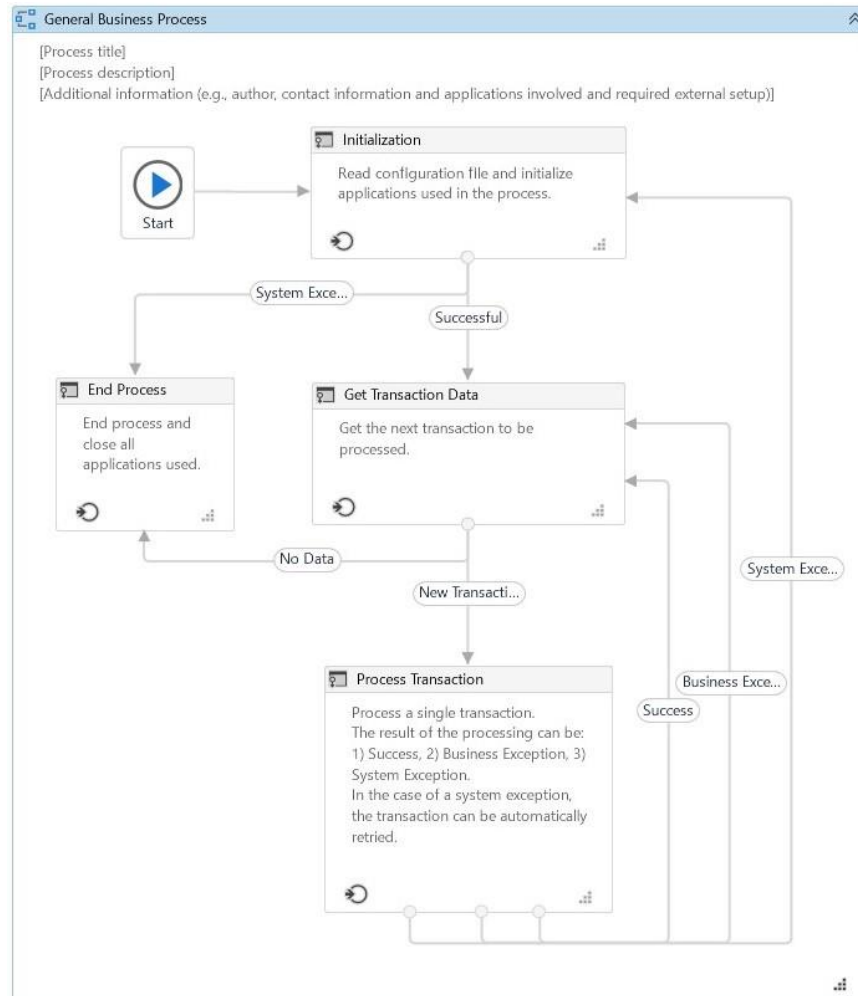 General Business Process
[Process title]
[Process description]
[Additional information (e.g., author, contact information and applications involved and required external setup)]
Initialization
Read configuration file and initialize
applications used in the process.
Start
System Exce...
Successful
End Process
End process and
close all
applications used.
Get Transaction Data
Get the next transaction to be
processed.
No Data
New Transacti...
System Exce...
Business Exce...
Success
Process Transaction
Process a single transaction.
The result of the processing can be:
1) Success, 2) Business Exception, 3)
System Exception.
In the case of a system exception,
the transaction can be automatically
retried.